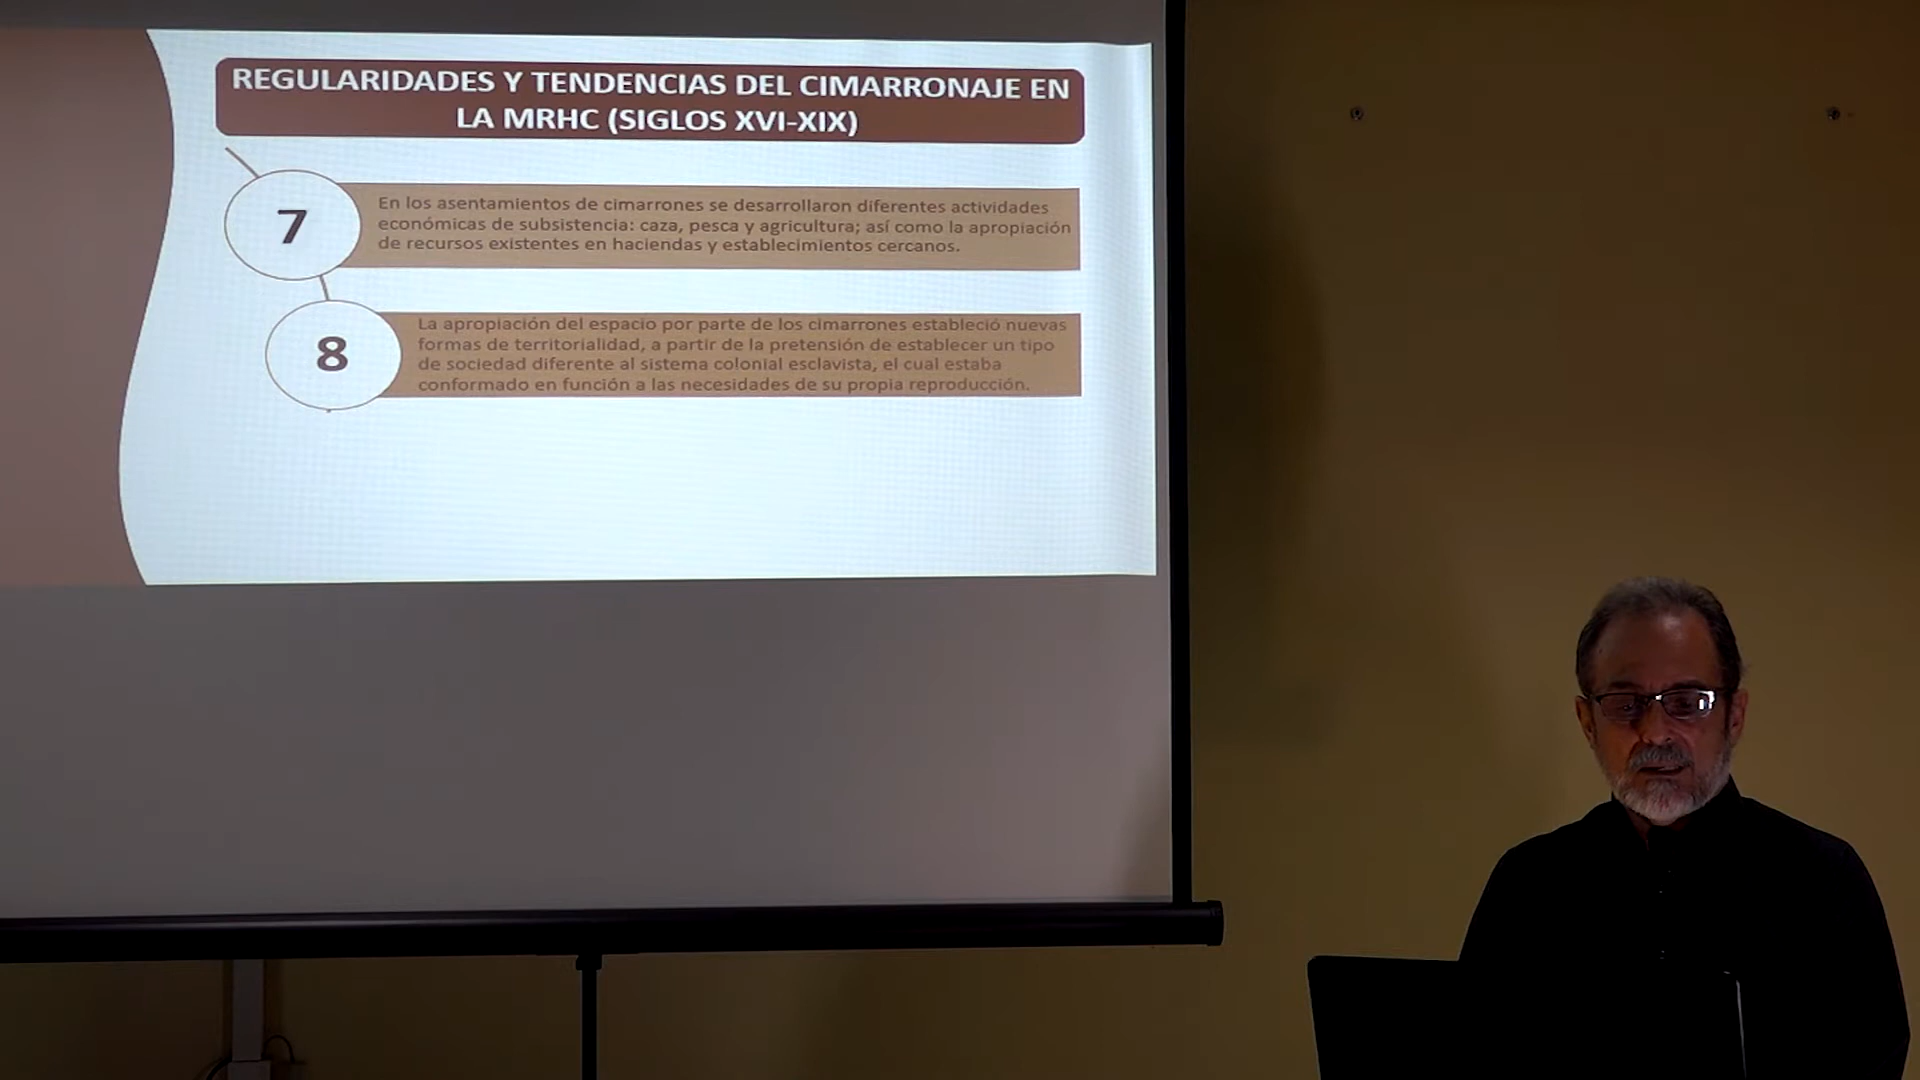 REGULARIDADES Y TENDENCIAS DEL CIMARRONAJE EN
LA MRHC (SIGLOS XVI-XIX)
7
En los asentamientos de cimarrones se desarrollaron diferentes actividades
económicas de subsistencia: caza, pesca y agricultura; así como la apropiación
de recursos existentes en haciendas y establecimientos cercanos.
8
La apropiación del espacio por parte de los cimarrones estableció nuevas
formas de territorialidad, a partir de la pretensión de establecer un tipo
de sociedad diferente al sistema colonial esclavista, el cual estaba
conformado en función a las necesidades de su propia reproducción.